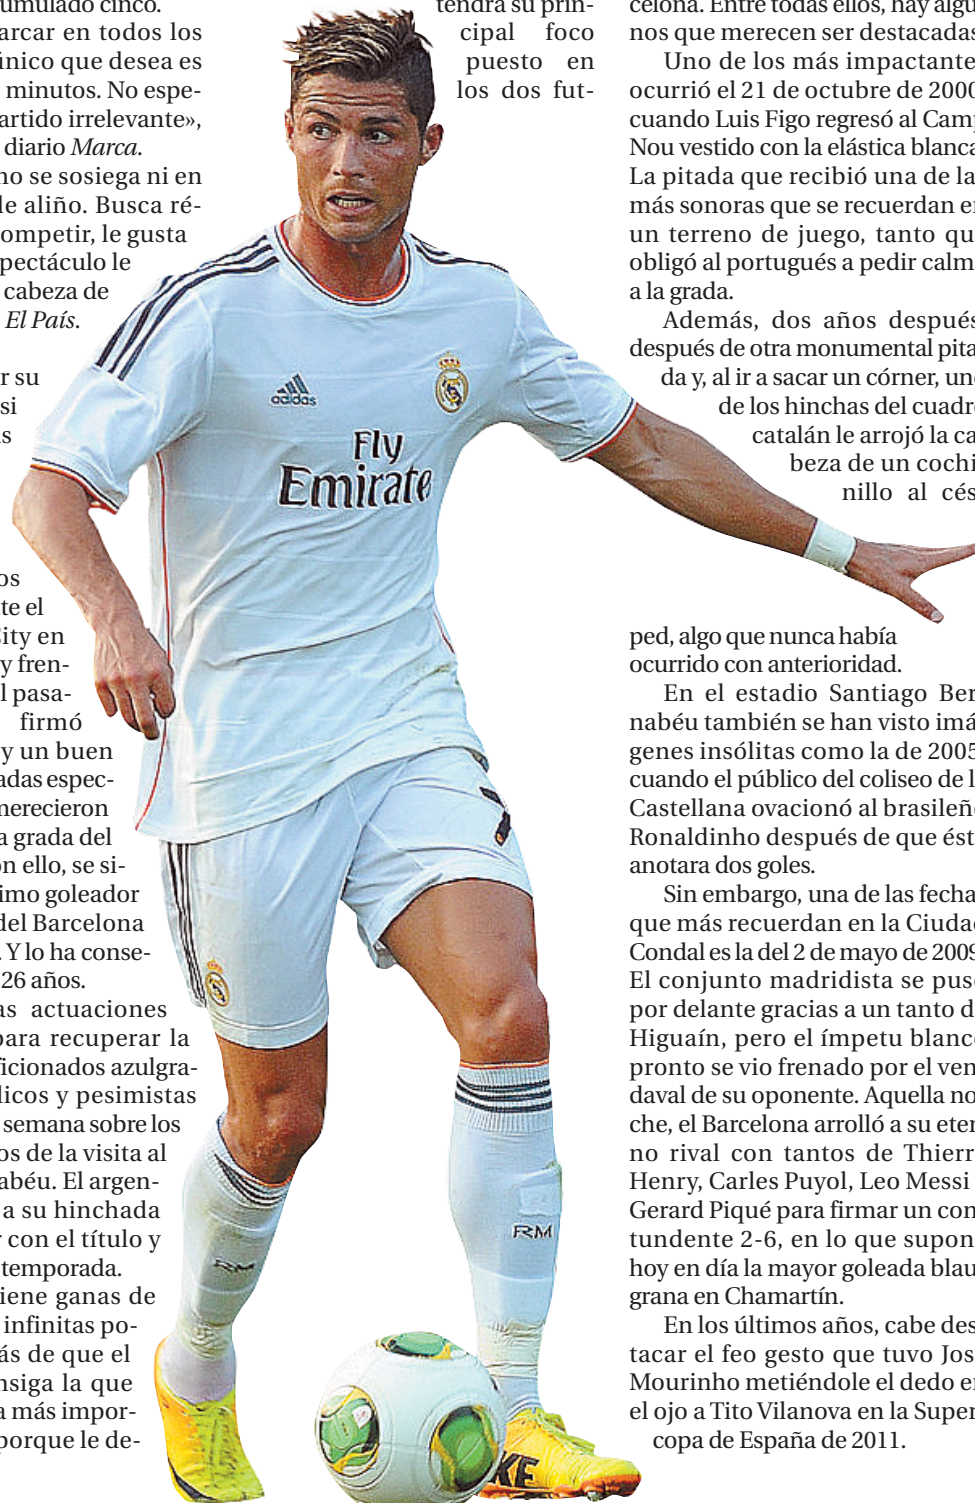 umulado cinco.
arcar en todos los
único que desea es
minutos. No espe-
artido irrelevante»,
diario Marca.
no se sosiega ni en
de aliño. Busca ré-
ompetir, le gusta
pectáculo le
cabeza de
El País.
r su
si
s
os
te el
City en
y fren-
l pasa-
firmó
y un buen
adas espec-
merecieron
a grada del
on ello, se si-
imo goleador
del Barcelona
. Y lo ha conse-
26 años.
as actuaciones
para recuperar la
ficionados azulgra-
licos y pesimistas
semana sobre los
os de la visita al
abéu. El argen-
a su hinchada
r con el título y
temporada.
iene ganas de
infinitas po-
ás de que el
nsiga la que
a más impor-
porque le de-
tendrá su prin-
cipal foco
puesto en
los dos fut-
adidas
Fly
Emirate
7
RM
RM
KE
celona. Entre todas ellos, hay algu
nos que merecen ser destacadas
Uno de los más impactante
ocurrió el 21 de octubre de 2000
cuando Luis Figo regresó al Camp
Nou vestido con la elástica blanca
La pitada que recibió una de la
más sonoras que se recuerdan en
un terreno de juego, tanto qu
obligó al portugués a pedir calm
a la grada.
Además, dos años después
después de otra monumental pita
da y, al ir a sacar un córner, uno
de los hinchas del cuadro
catalán le arrojó la ca
beza de un cochi
nillo al cés
ped, algo que nunca había
ocurrido con anterioridad.
En el estadio Santiago Ber
nabéu también se han visto imá
genes insólitas como la de 2005
cuando el público del coliseo de l
Castellana ovacionó al brasileño
Ronaldinho después de que ést
anotara dos goles.
Sin embargo, una de las fecha
que más recuerdan en la Ciudad
Condal es la del 2 de mayo de 2009
El conjunto madridista se puso
por delante gracias a un tanto d
Higuaín, pero el ímpetu blanco
pronto se vio frenado por el ven
daval de su oponente. Aquella no
che, el Barcelona arrolló a su eter
no rival con tantos de Thierr
Henry, Carles Puyol, Leo Messi
Gerard Piqué para firmar un con
tundente 2-6, en lo que supon
hoy en día la mayor goleada blau
grana en Chamartín.
En los últimos años, cabe des
tacar el feo gesto que tuvo Jos
Mourinho metiéndole el dedo en
el ojo a Tito Vilanova en la Super
copa de España de 2011.